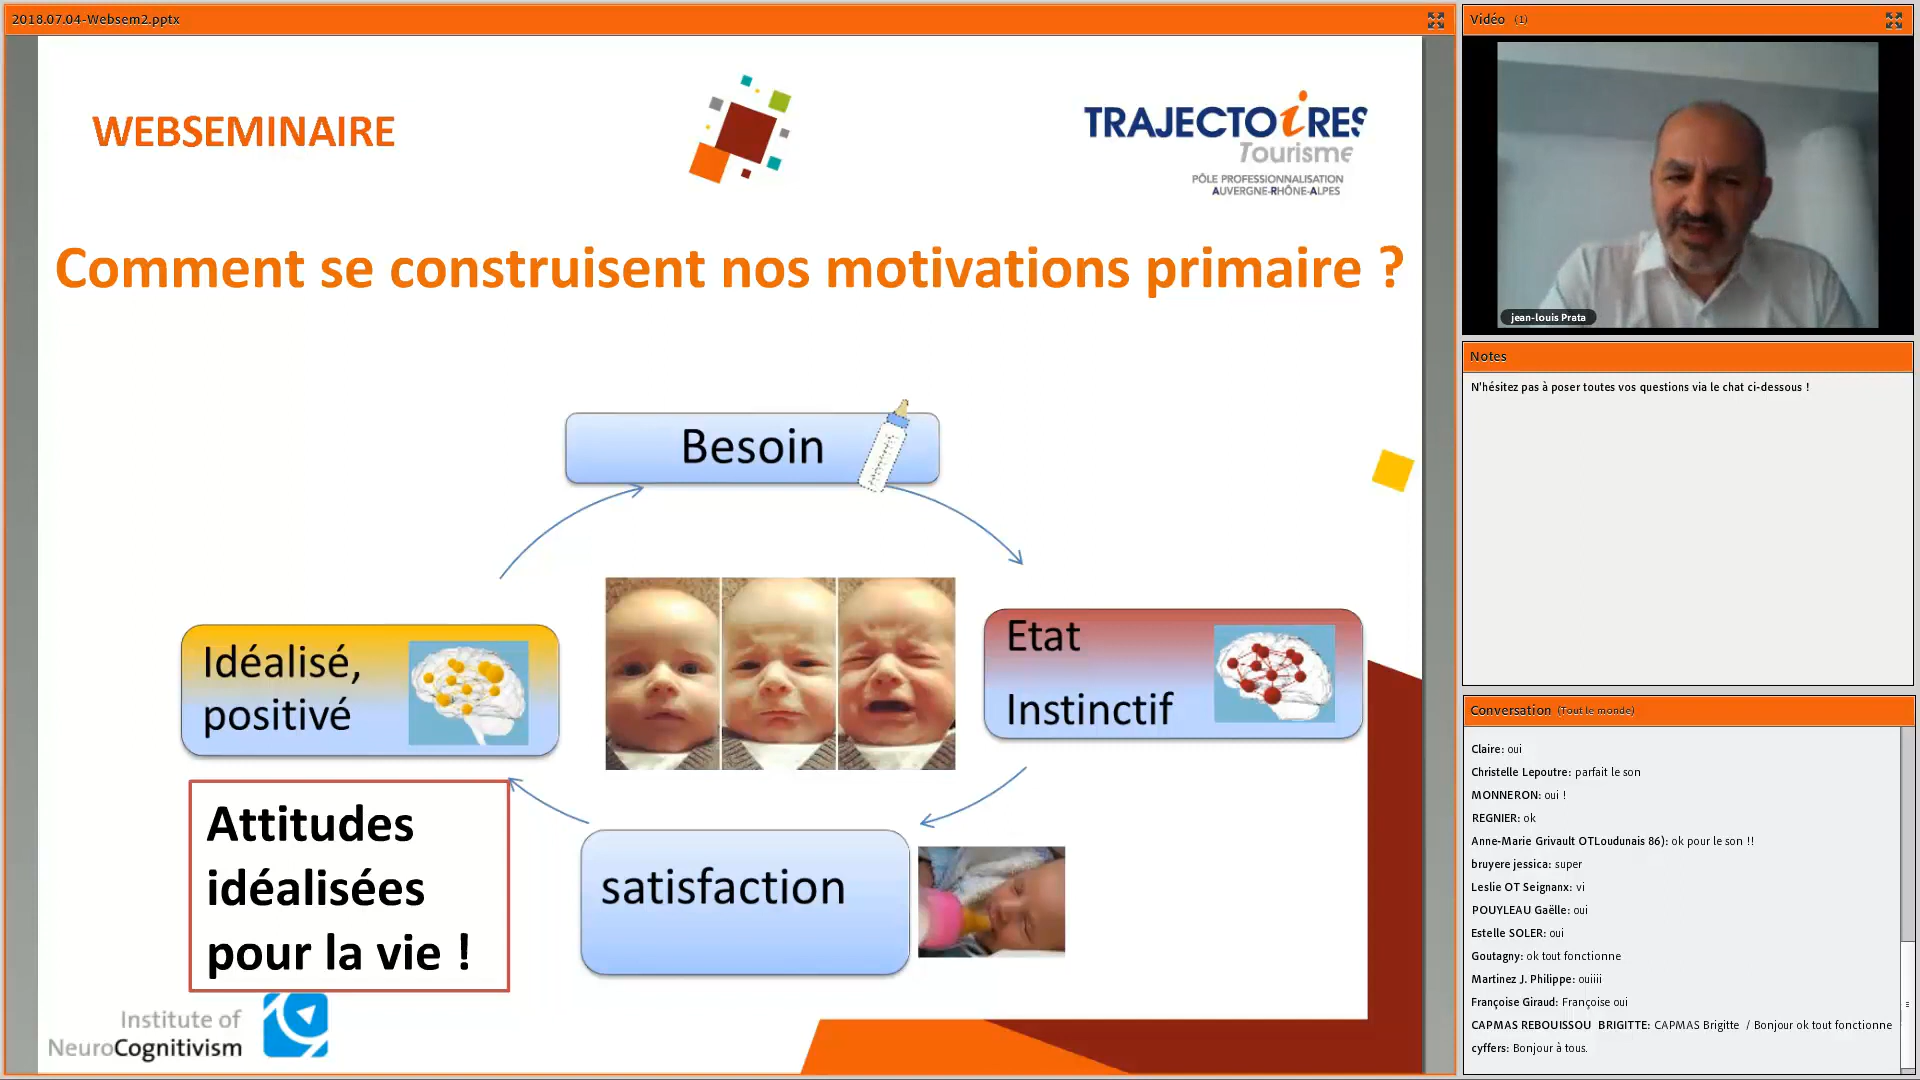 2018.07.04-Websem2.pptx
WEBSEMINAIRE
TRAJECTOiRES
Tourisme
PÔLE PROFESSIONNALISATION
AUVERGNE-RHÔNE-ALPES
Comment se construisent nos motivations primaire ?
Besoin
Etat
Instinctif
satisfaction
Idéalisé,
positivé
Attitudes
idéalisées
pour la vie !
Institute of
NeuroCognitivism
Vidéo (1)
jean-louis Prata
Notes
N'hésitez pas à poser toutes vos questions via le chat ci-dessous !
Conversation (Tout le monde)
Claire: oui
Christelle Lepoutre: parfait le son
MONNERON: oui !
REGNIER: ok
Anne-Marie Grivault OTLoudunais 86): ok pour le son !!
bruyere jessica: super
Leslie OT Seignanx: vi
POUYLEAU Gaëlle: oui
Estelle SOLER: oui
Goutagny: ok tout fonctionne
Martinez J. Philippe: ouiiii
Françoise Giraud: Françoise oui
CAPMAS REBOUISSOU BRIGITTE: CAPMAS Brigitte / Bonjour ok tout fonctionne
cyffers: Bonjour à tous.